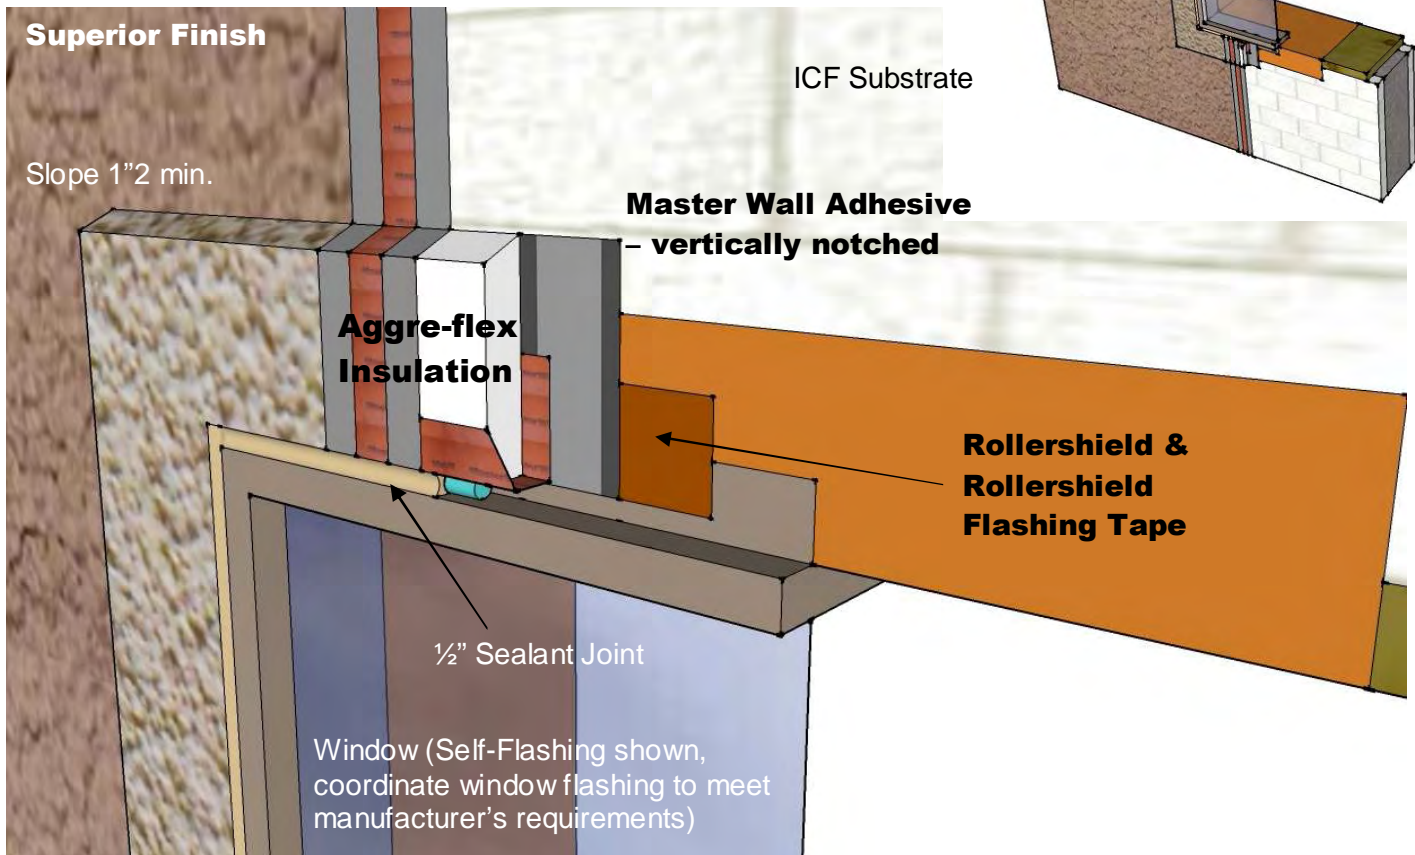 Superior Finish
ICF Substrate
Slope 1”2 min.
Master Wall Adhesive
– vertically notched
Aggre-flex
Insulation
Rollershield &
Rollershield
Flashing Tape
½” Sealant Joint
Window (Self-Flashing shown,
coordinate window flashing to meet
manufacturer’s requirements)